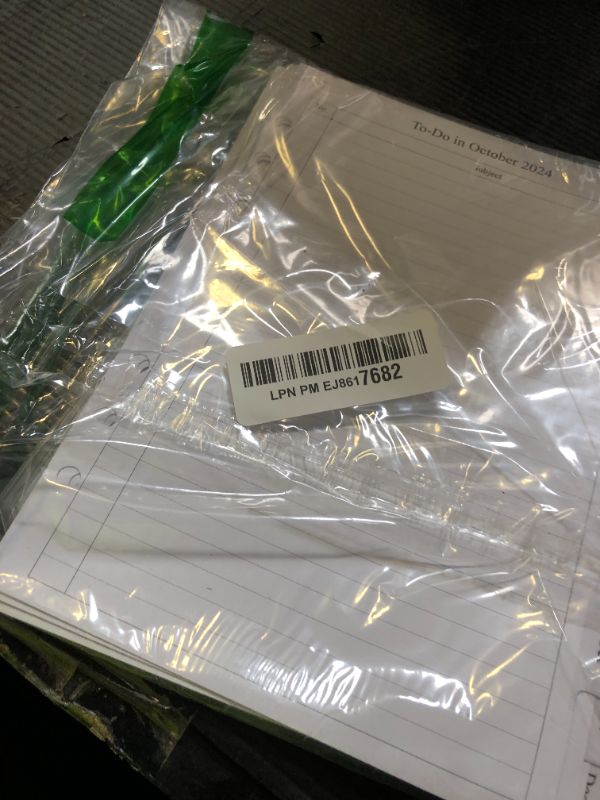 To-Do in October 2024
subject
LPN PM EJ8617682